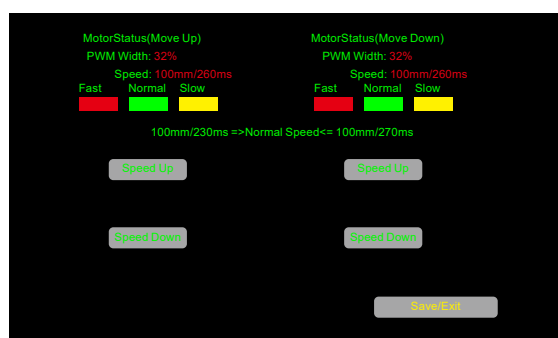 MotorStatus(Move Up) MotorStatus(Move Down)
PWM Width: 32% PWM Width: 32%
Speed: 100mm/260ms Speed: 100mm/260ms
Fast Normal Slow Fast Normal Slow
100mm/230ms =>Normal Speed<= 100mm/270ms
Speed Up Speed Up
Speed Down Speed Down
Save/Exit